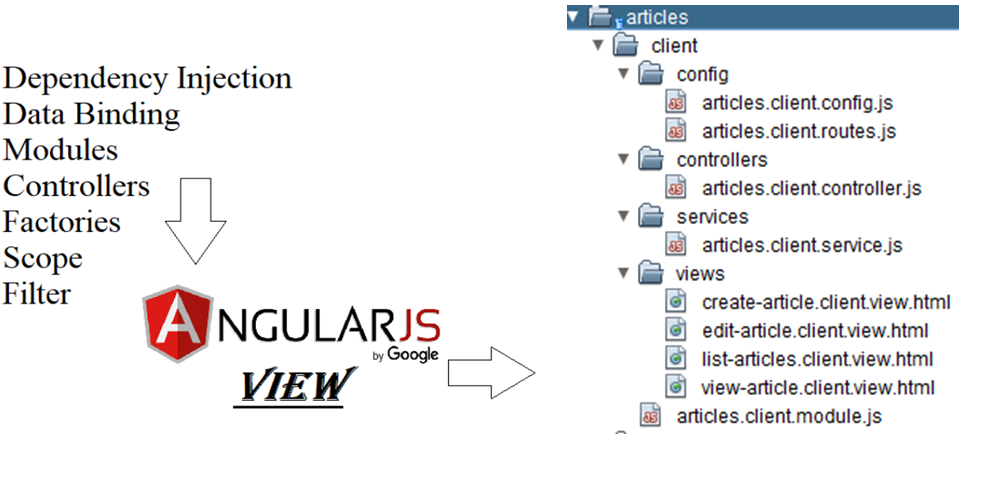 Dependency Injection
Data Binding
Modules
Controllers
Factories
Scope
Filter
ANGULARJS
by Google
VIEW
articles
client
config
articles.client.config.js
articles.client.routes.js
controllers
articles.client.controller.js
services
articles.client.service.js
views
create-article.client.view.html
edit-article.client.view.html
list-articles.client.view.html
view-article.client.view.html
articles.client.module.js